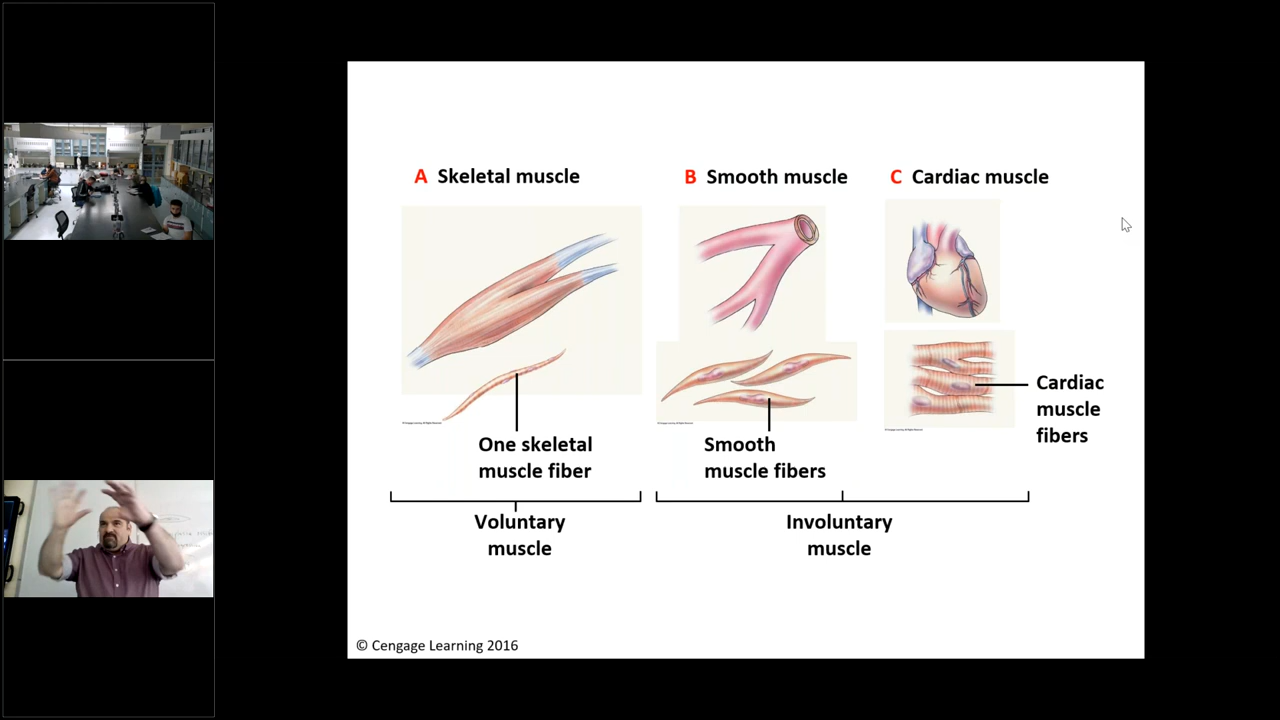 A Skeletal muscle
B Smooth muscle
C Cardiac muscle
One skeletal
muscle fiber
Smooth
muscle fibers
Cardiac
muscle
fibers
Voluntary
muscle
Involuntary
muscle
© Cengage Learning 2016